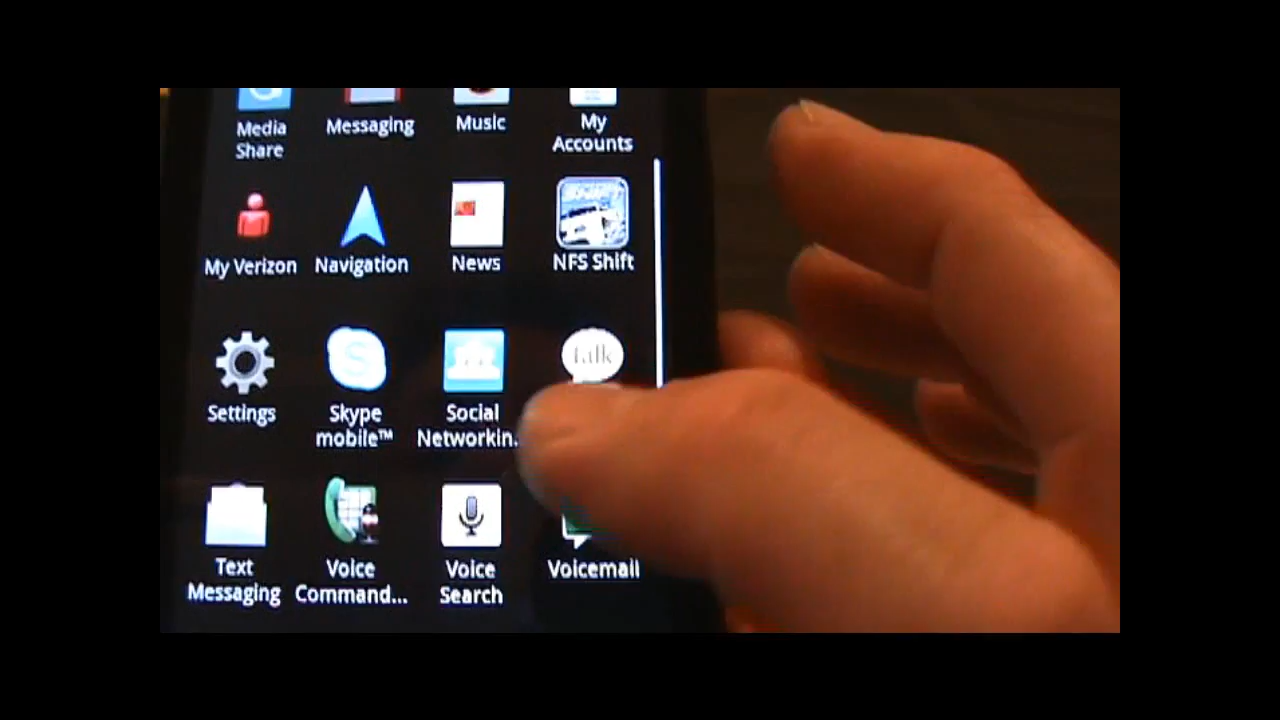 Media
Share
Messaging
Music
My
Accounts
My Verizon
Navigation
News
SHIFT
NFS Shift
talk
Settings
Skype
mobile™
Social
Networkin.
Text
Messaging
Voice
Command...
Voice
Search
Voicemail